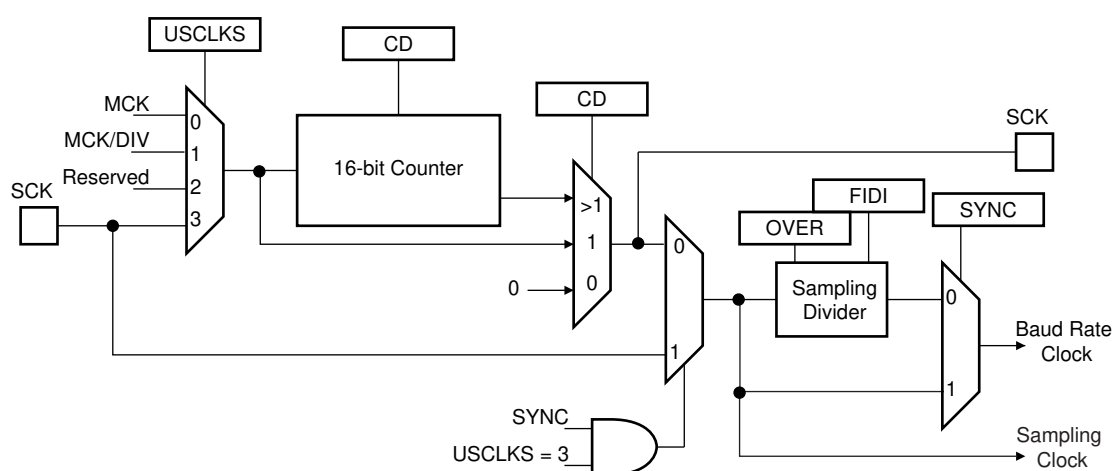 USCLKS
CD
CD
MCK
MCK/DIV
Reserved
SCK
0
1
2
3
16-bit Counter
SCK
>1
1
0
0
0
1
FIDI
OVER
SYNC
Sampling
Divider
0
1
Baud Rate
Clock
SYNC
USCLKS = 3
Sampling
Clock